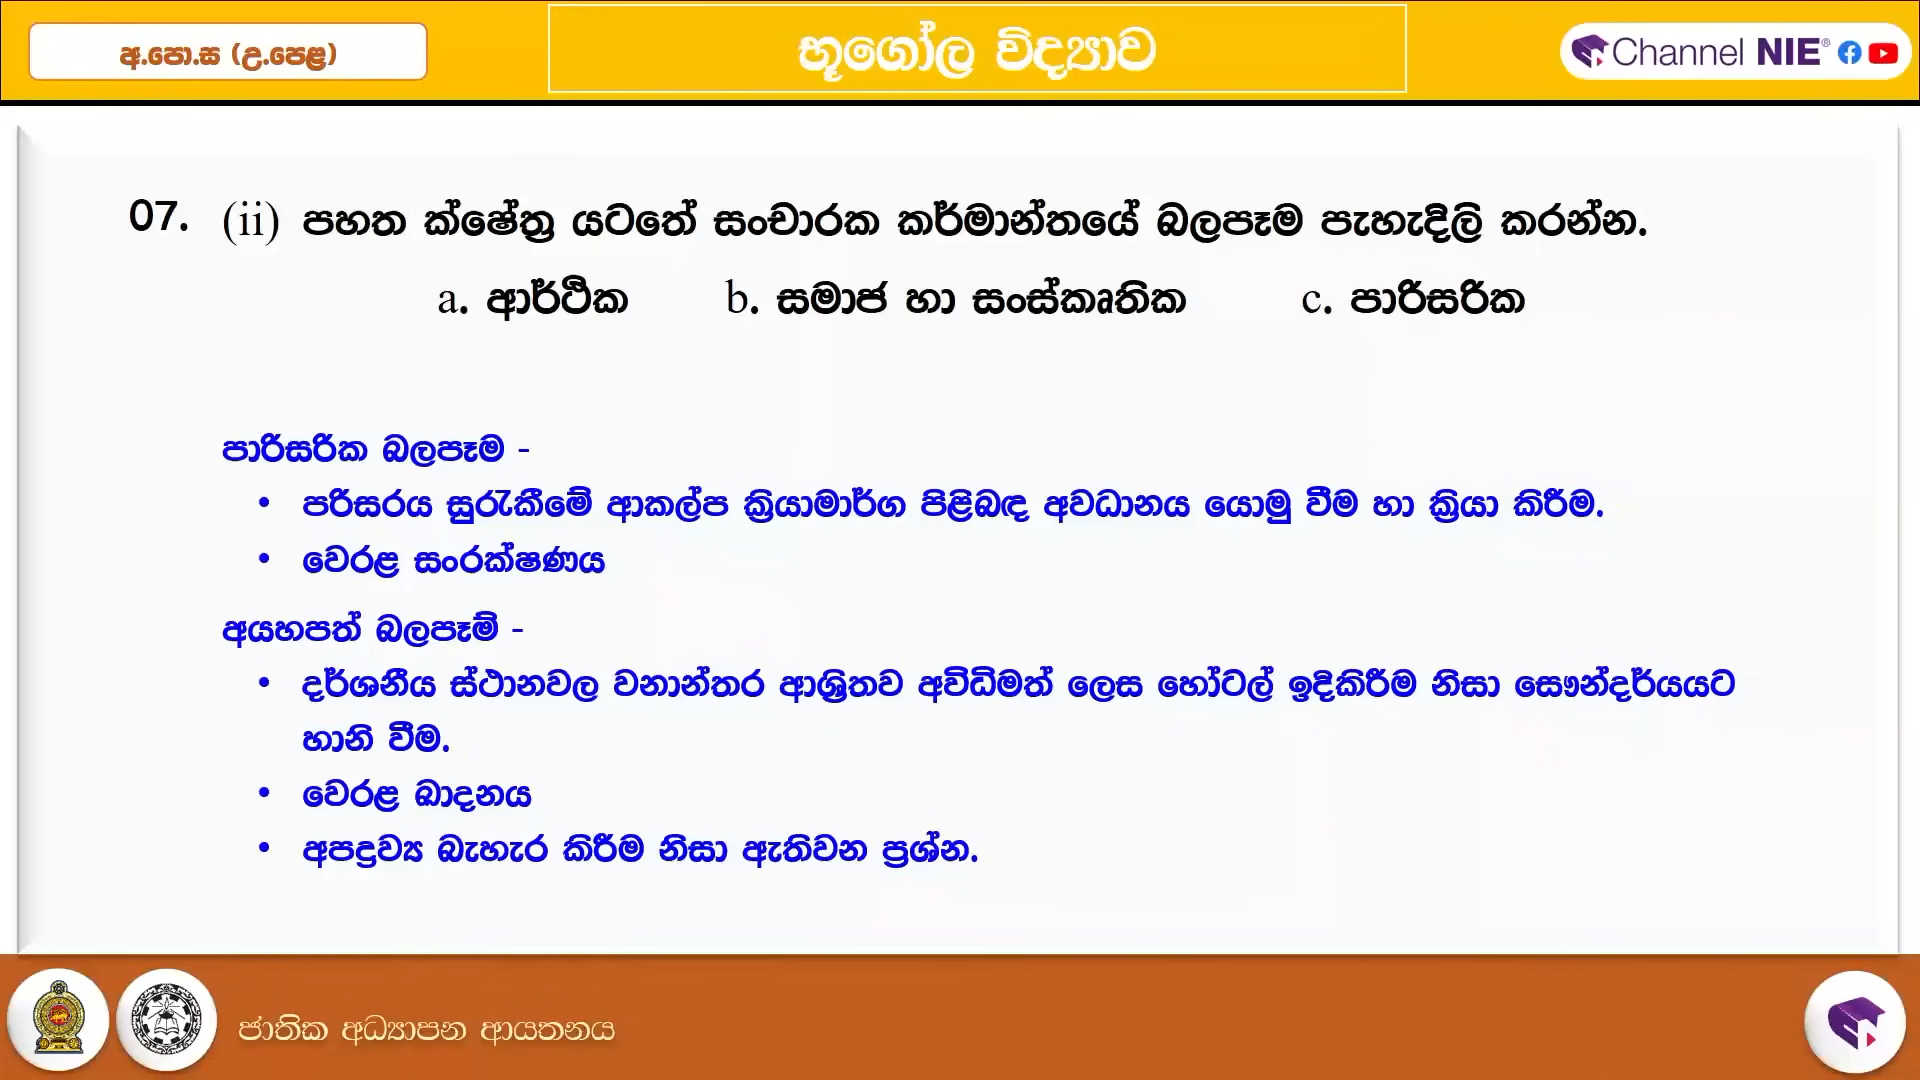 අ.පො.ස (උ.පෙළ)
භූගෝල විද්‍යාව
Channel NIE®
07. (ii) පහත ක්ෂේත්‍ර යටතේ සංචාරක කර්මාන්තයේ බලපෑම පැහැදිලි කරන්න.
a. ආර්ථික b. සමාජ හා සංස්කෘතික c. පාරිසරික
පාරිසරික බලපෑම -
• පරිසරය සුරැකීමේ ආකල්ප ක්‍රියාමාර්ග පිළිබඳ අවධානය යොමු වීම හා ක්‍රියා කිරීම.
• වෙරළ සංරක්ෂණය
අයහපත් බලපෑම් -
• දර්ශනීය ස්ථානවල වනාන්තර ආශ්‍රිතව අවිධිමත් ලෙස හෝටල් ඉදිකිරීම නිසා සෞන්දර්යයට
හානි වීම.
• වෙරළ ඛාදනය
• අපද්‍රව්‍ය බැහැර කිරීම නිසා ඇතිවන ප්‍රශ්න.
ජාතික අධ්‍යාපන ආයතනය